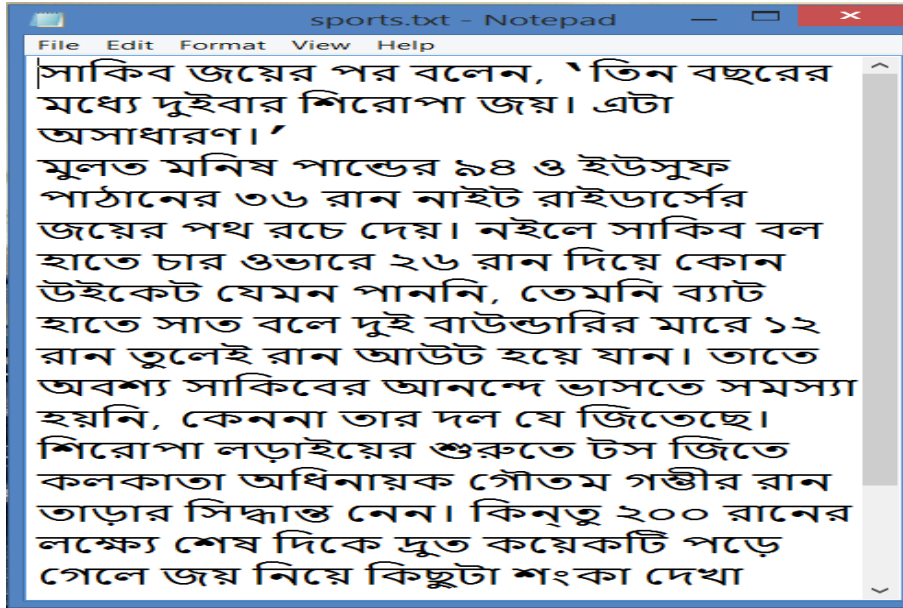 sports.txt - Notepad
File Edit Format View Help
সাকিব জয়ের পর বলেন, ‘তিন বছরের
মধ্যে দুইবার শিরোপা জয়। এটা
অসাধারণ।’
মুলত মনিষ পান্ডের ৯৪ ও ইউসুফ
পাঠানের ৩৬ রান নাইট রাইডার্সের
জয়ের পথ রচে দেয়। নইলে সাকিব বল
হাতে চার ওভারে ২৬ রান দিয়ে কোন
উইকেট যেমন পাননি, তেমনি ব্যাট
হাতে সাত বলে দুই বাউন্ডারির মারে ১২
রান তুলেই রান আউট হয়ে যান। তাতে
অবশ্য সাকিবের আনন্দে ভাসতে সমস্যা
হয়নি, কেননা তার দল যে জিতেছে।
শিরোপা লড়াইয়ের শুরুতে টস জিতে
কলকাতা অধিনায়ক গৌতম গম্ভীর রান
তাড়ার সিদ্ধান্ত নেন। কিন্‌তু ২০০ রানের
লক্ষ্যে শেষ দিকে দ্রুত কয়েকটি পড়ে
গেলে জয় নিয়ে কিছুটা শংকা দেখা